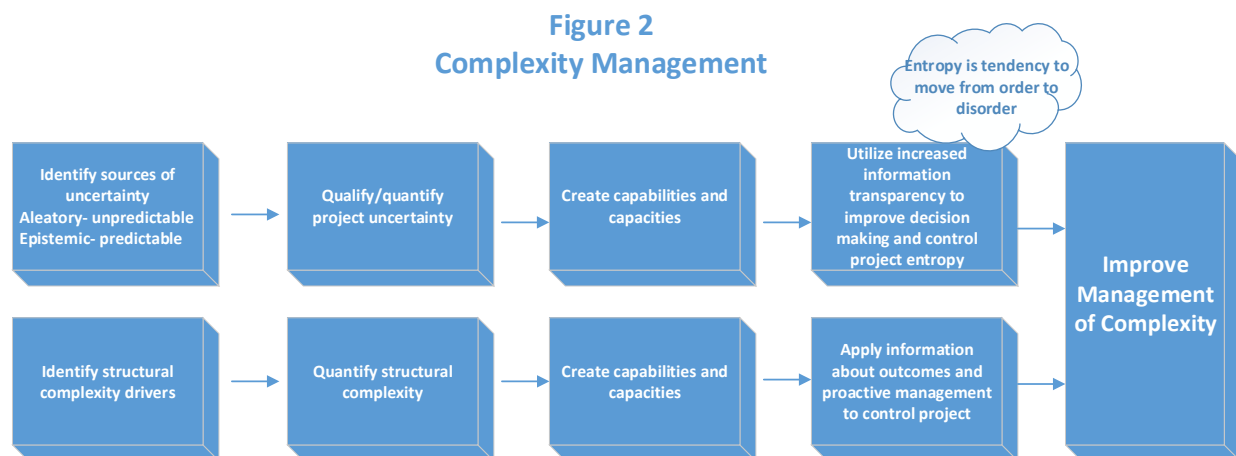 Figure 2
Complexity Management
Entropy is tendency to
move from order to
disorder
Identify sources of
uncertainty
Aleatory- unpredictable
Epistemic- predictable
Qualify/quantify
project uncertainty
Create capabilities and
capacities
Utilize increased
information
transparency to
improve decision
making and control
project entropy
Improve
Management
of Complexity
Identify structural
complexity drivers
Quantify structural
complexity
Create capabilities and
capacities
Apply information
about outcomes and
proactive management
to control project